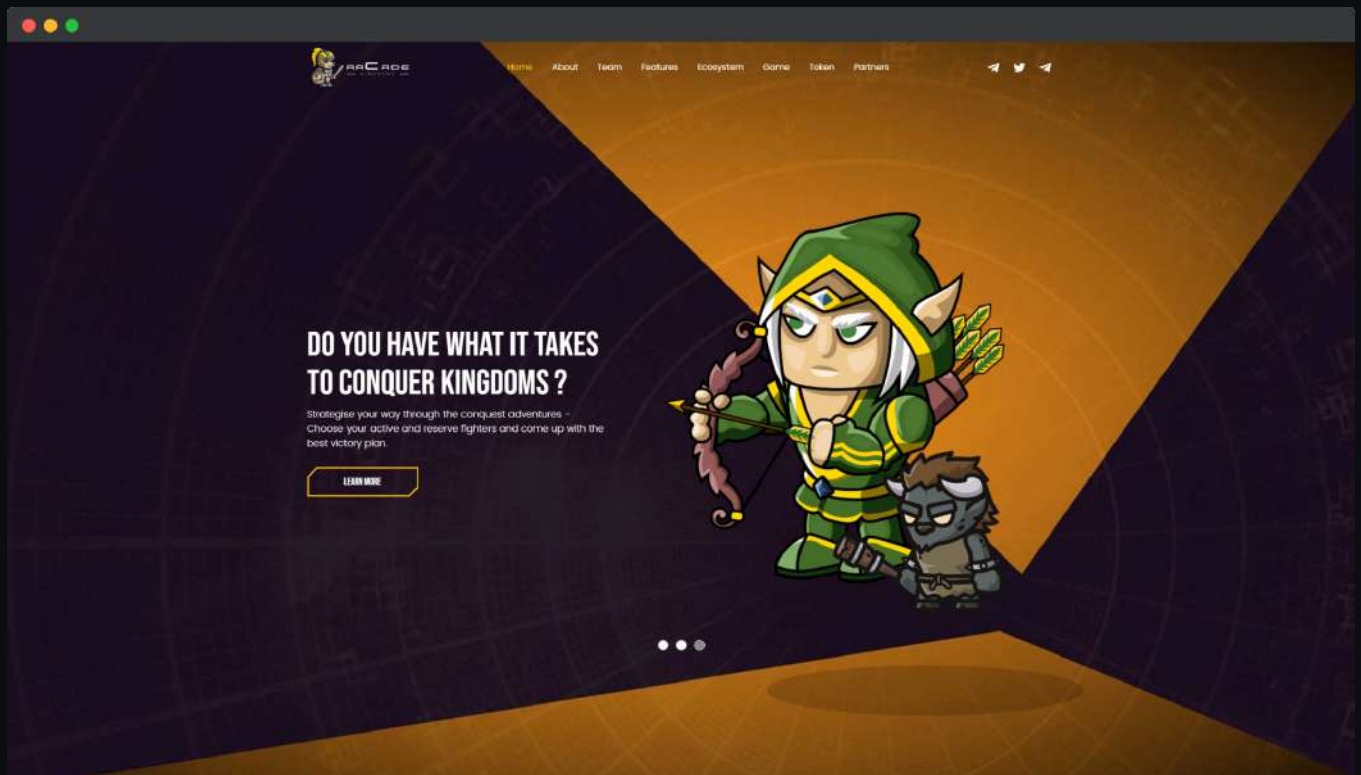 aaCade
Home About Team Features Ecosystem Game Token Partners
DO YOU HAVE WHAT IT TAKES
TO CONQUER KINGDOMS ?
Strategise your way through the conquest adventures -
Choose your active and reserve fighters and come up with the
best victory plan.
LEARN MORE